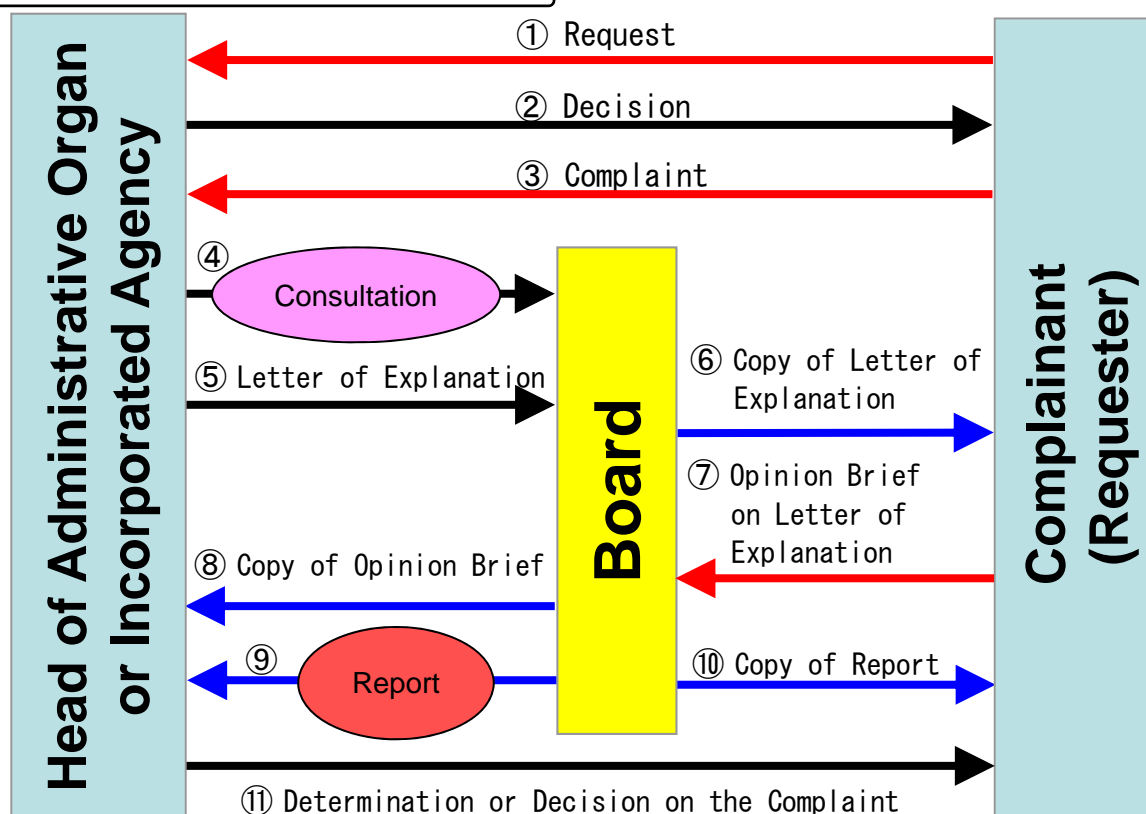 Head of Administrative Organ
or Incorporated Agency
① Request
② Decision
③ Complaint
④
Consultation
⑤ Letter of Explanation
Board
⑥ Copy of Letter of
Explanation
⑦ Opinion Brief
on Letter of
Explanation
⑧ Copy of Opinion Brief
⑨
Report
⑩ Copy of Report
⑪ Determination or Decision on the Complaint
Complainant
(Requester)